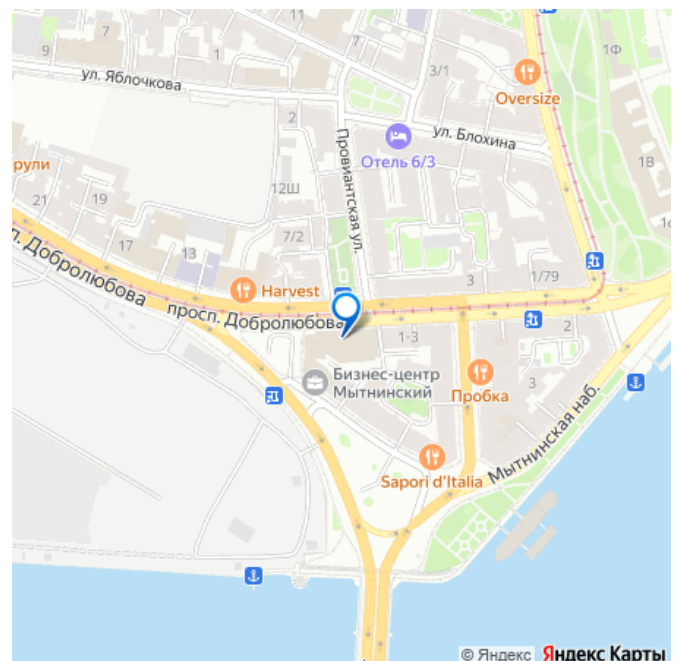 7
11
1Ф
9
7
3/1
Oversize
ул. Яблочкова
2
ул. Блохина
Отель 6/3
Провиантская ул.
1В
рули
12Ш
21
19
1ф
17
13
7/2
Harvest
3
1/79
п. Добролюбова
просп. Добролюбова
2
1-3
Бизнес-центр
Мытнинский
Пробка
3
Мытнинская наб.
Sapori d'Italia
© Яндекс Яндекс Карты